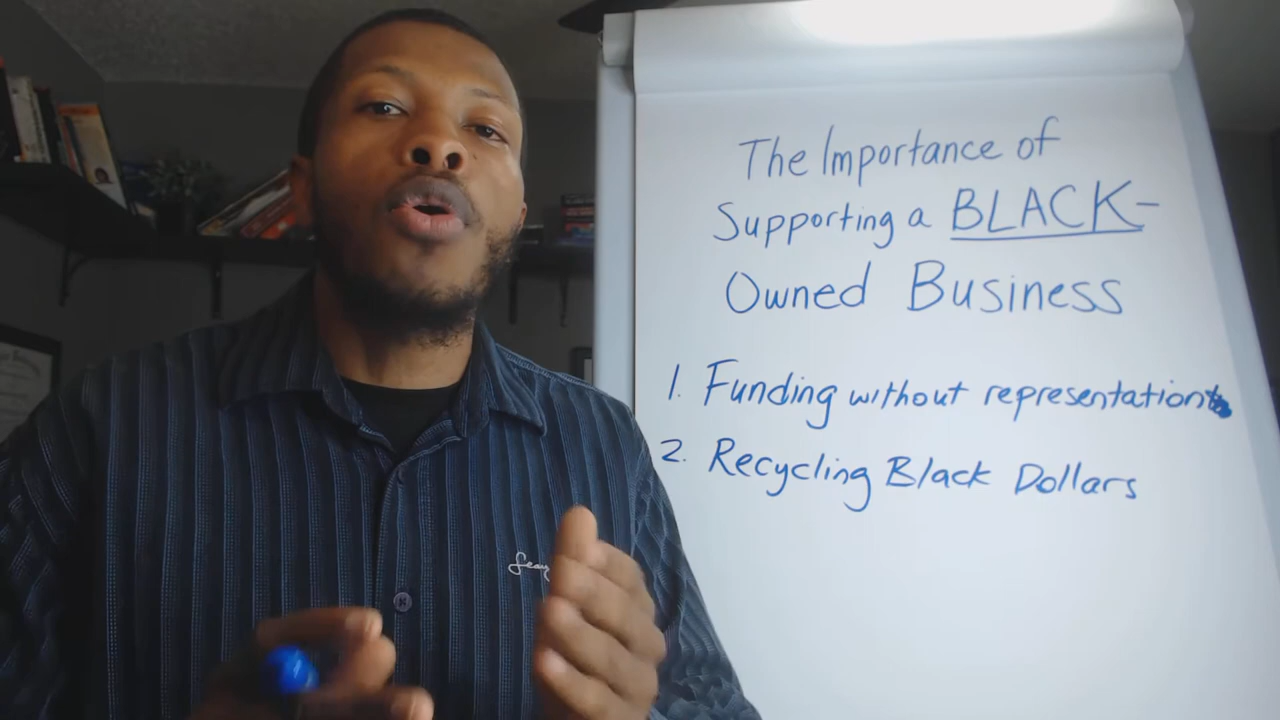 The Importance of
Supporting a BLACK-
Owned Business
1. Funding without representation
2. Recycling Black Dollars